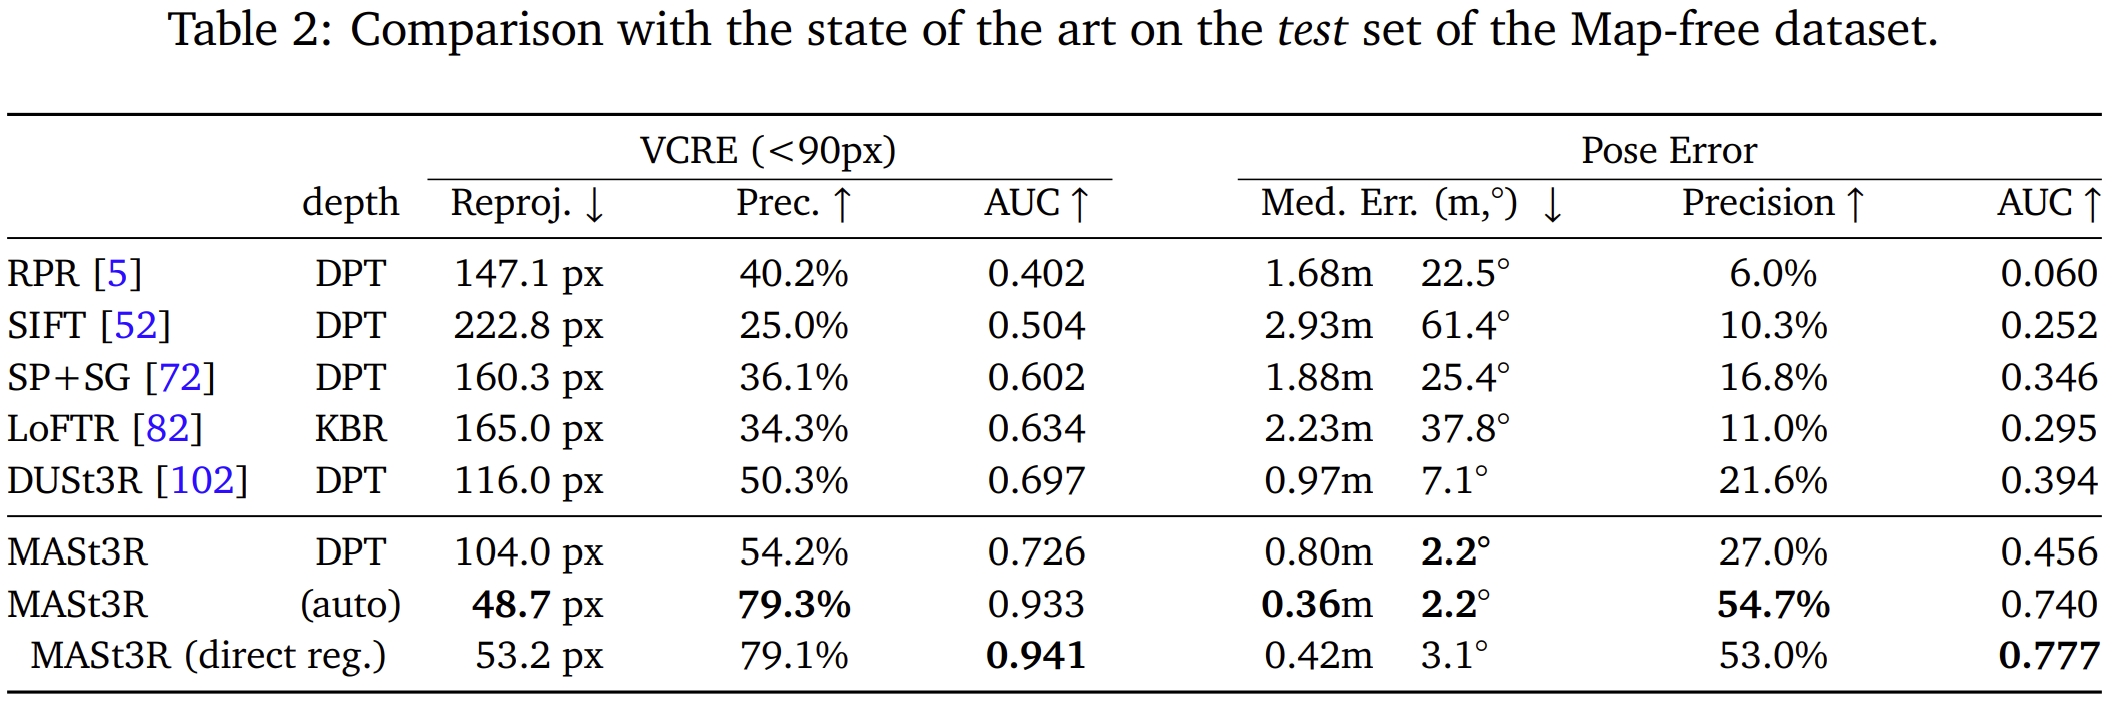 Table 2: Comparison with the state of the art on the test set of the Map-free dataset.
VCRE (<90px) Pose Error
depth Reproj. ↓ Prec. ↑ AUC ↑ Med. Err. (m,°) ↓ Precision ↑ AUC ↑
RPR [5] DPT 147.1 px 40.2% 0.402 1.68m 22.5° 6.0% 0.060
SIFT [52] DPT 222.8 px 25.0% 0.504 2.93m 61.4° 10.3% 0.252
SP+SG [72] DPT 160.3 px 36.1% 0.602 1.88m 25.4° 16.8% 0.346
LoFTR [82] KBR 165.0 px 34.3% 0.634 2.23m 37.8° 11.0% 0.295
DUSt3R [102] DPT 116.0 px 50.3% 0.697 0.97m 7.1° 21.6% 0.394
MASt3R DPT 104.0 px 54.2% 0.726 0.80m 2.2° 27.0% 0.456
MASt3R (auto) 48.7 px 79.3% 0.933 0.36m 2.2° 54.7% 0.740
MASt3R (direct reg.) 53.2 px 79.1% 0.941 0.42m 3.1° 53.0% 0.777